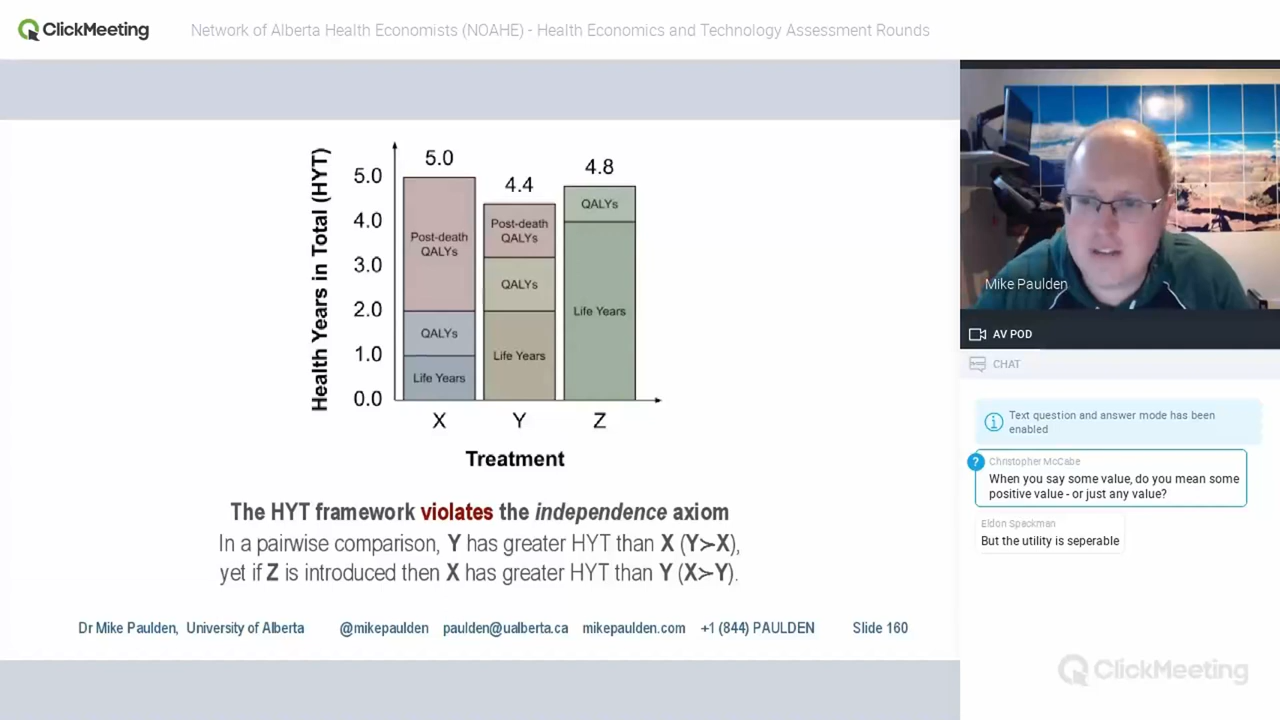 ClickMeeting
Network of Alberta Health Economists (NOAHE) - Health Economics and Technology Assessment Rounds
Health Years in Total (HYT)
5.0
4.0
3.0
2.0
1.0
0.0
5.0
Post-death
QALYs
QALYs
Life Years
4.4
Post-death
QALYs
QALYs
Life Years
4.8
QALYs
Life Years
X Y Z
Treatment
The HYT framework violates the independence axiom
In a pairwise comparison, Y has greater HYT than X (Y≻X),
yet if Z is introduced then X has greater HYT than Y (X≻Y).
Dr Mike Paulden, University of Alberta @mikepaulden paulden@ualberta.ca mikepaulden.com +1 (844) PAULDEN Slide 160
Mike Paulden
AV POD
CHAT
Text question and answer mode has been
enabled
?
Christopher McCabe
When you say some value, do you mean some
positive value - or just any value?
Eldon Spackman
But the utility is seperable
ClickMeeting